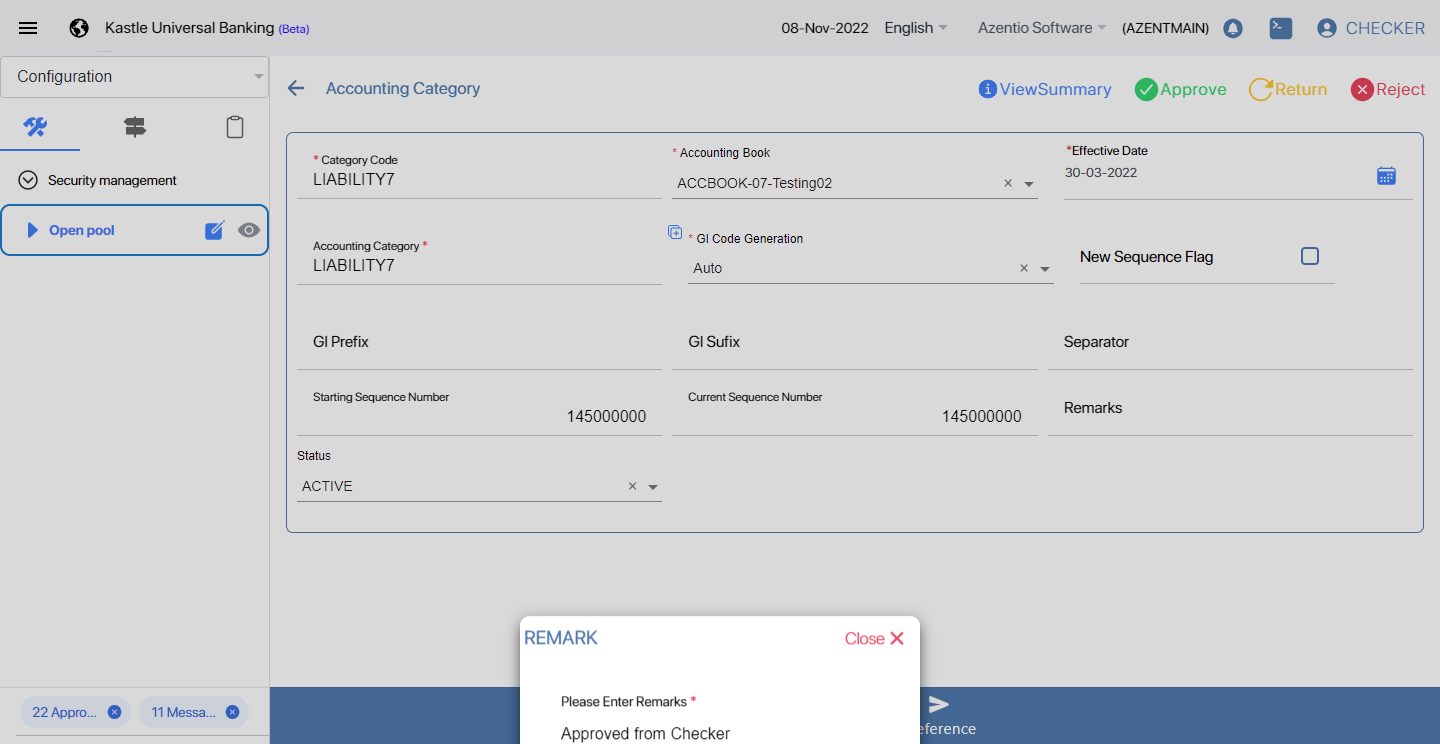 Kastle Universal Banking (Beta)
08-Nov-2022 English Azentio Software (AZENTMAIN) CHECKER
Configuration
Accounting Category
ViewSummary Approve Return Reject
Security management
Open pool
* Category Code
LIABILITY7
* Accounting Book
ACCBOOK-07-Testing02
*Effective Date
30-03-2022
Accounting Category *
LIABILITY7
* Gl Code Generation
Auto
New Sequence Flag
Gl Prefix
Gl Sufix
Separator
Starting Sequence Number
145000000
Current Sequence Number
145000000
Remarks
Status
ACTIVE
REMARK Close
Please Enter Remarks *
Approved from Checker
22 Appro... 11 Messa...
eference